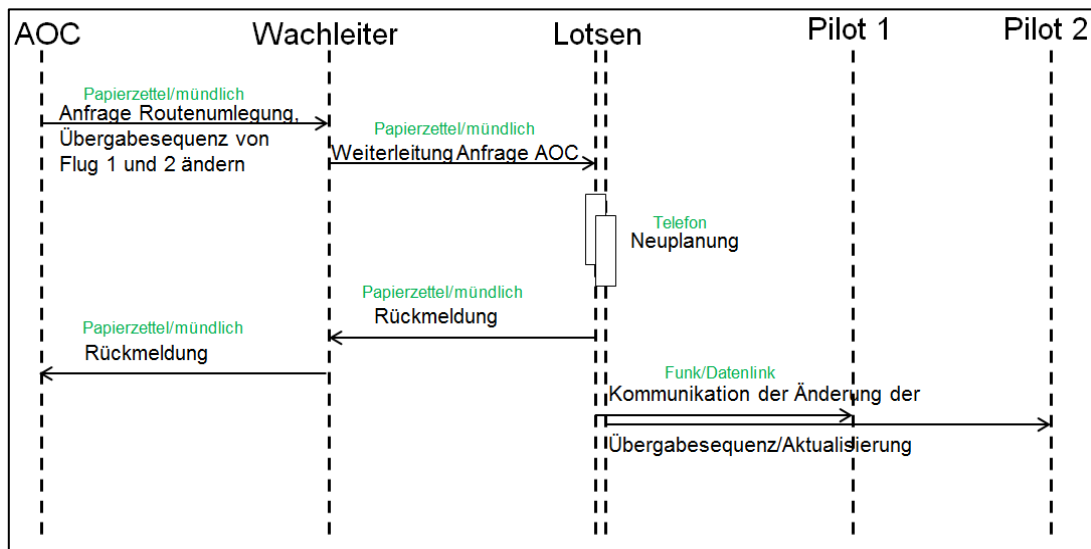 AOC Wachleiter Lotsen Pilot 1 Pilot 2
Papierzettel/mündlich
Anfrage Routenumlegung,
Übergabesequenz von
Flug 1 und 2 ändern
Papierzettel/mündlich
Weiterleitung Anfrage AOC
Telefon
Neuplanung
Papierzettel/mündlich
Rückmeldung
Papierzettel/mündlich
Rückmeldung
Funk/Datenlink
Kommunikation der Änderung der
Übergabesequenz/Aktualisierung